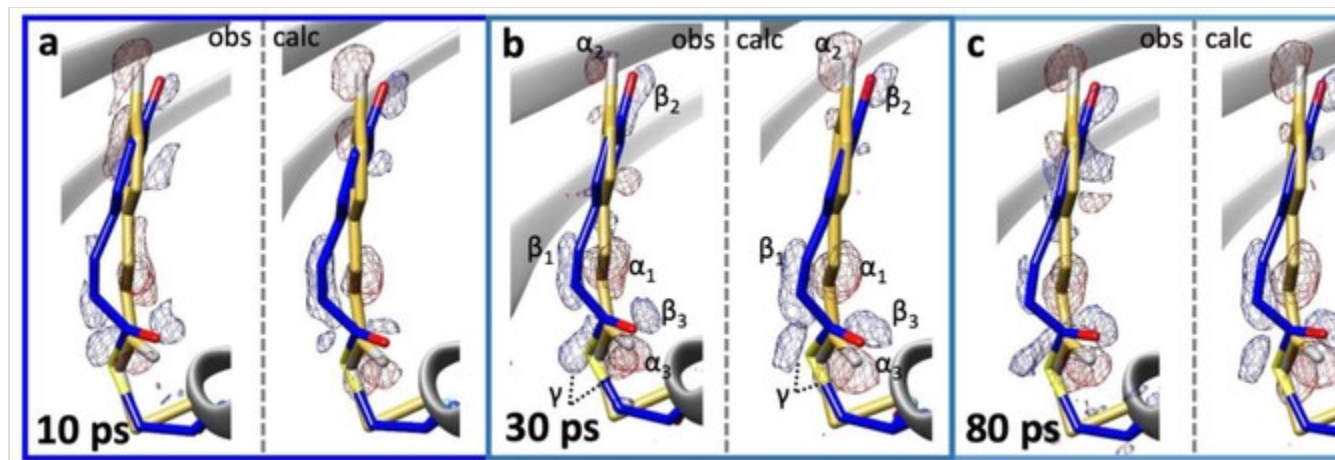 a obs calc
10 ps
b obs calc
α2 α2
β2 β2
β1 α1 β1 α1
β3 β3
α3 α3
γ γ
30 ps
c obs calc
80 ps